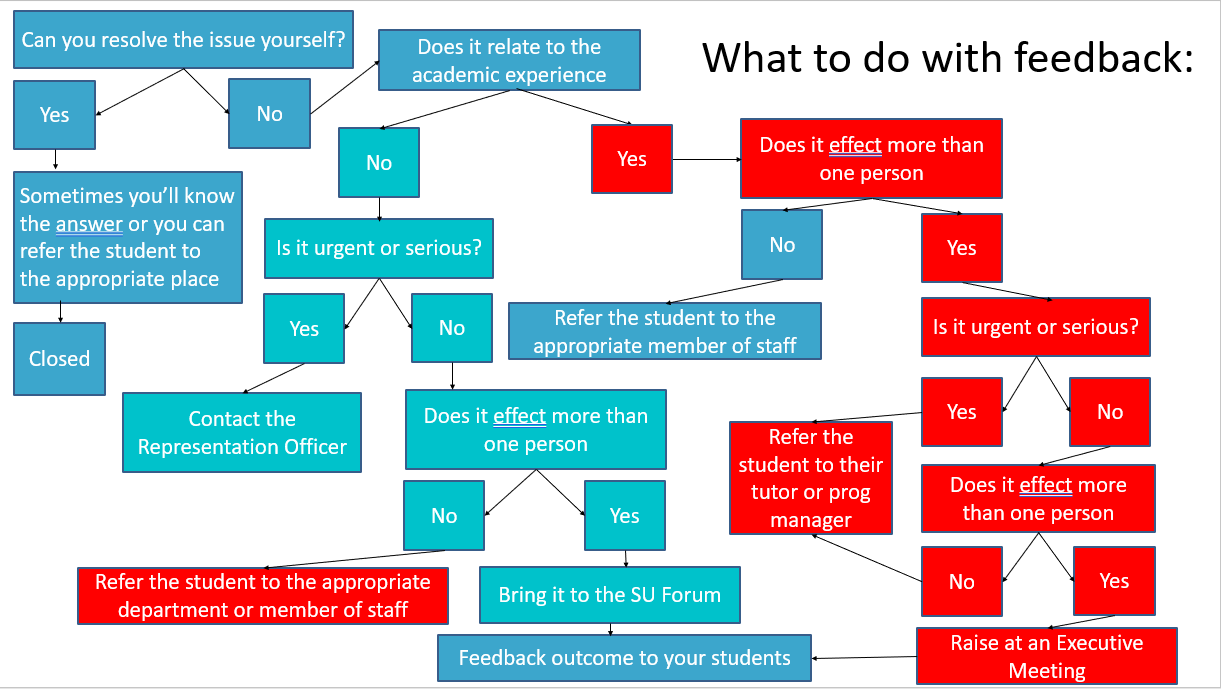 What to do with feedback:
Can you resolve the issue yourself?
Yes
No
Sometimes you’ll know
the answer or you can
refer the student to
the appropriate place
Closed
Does it relate to the
academic experience
No
Yes
Is it urgent or serious?
Yes
No
Contact the
Representation Officer
Does it effect more than
one person
No
Yes
Refer the student to the appropriate
department or member of staff
Bring it to the SU Forum
Feedback outcome to your students
Does it effect more than
one person
No
Yes
Refer the student to the
appropriate member of staff
Is it urgent or serious?
Yes
No
Refer the
student to their
tutor or prog
manager
Does it effect more
than one person
No
Yes
Raise at an Executive
Meeting